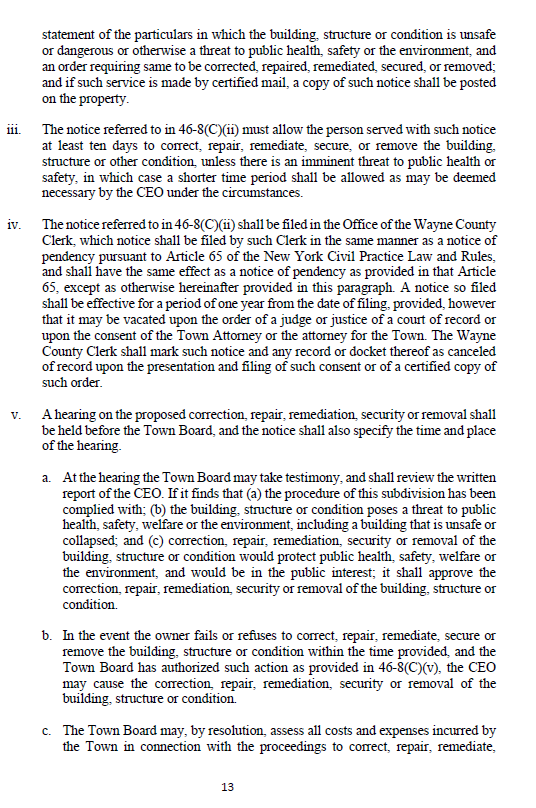 statement of the particulars in which the building, structure or condition is unsafe
or dangerous or otherwise a threat to public health, safety or the environment, and
an order requiring same to be corrected, repaired, remediated, secured, or removed;
and if such service is made by certified mail, a copy of such notice shall be posted
on the property.
iii. The notice referred to in 46-8(C)(ii) must allow the person served with such notice
at least ten days to correct, repair, remediate, secure, or remove the building,
structure or other condition, unless there is an imminent threat to public health or
safety, in which case a shorter time period shall be allowed as may be deemed
necessary by the CEO under the circumstances.
iv. The notice referred to in 46-8(C)(ii) shall be filed in the Office of the Wayne County
Clerk, which notice shall be filed by such Clerk in the same manner as a notice of
pendency pursuant to Article 65 of the New York Civil Practice Law and Rules,
and shall have the same effect as a notice of pendency as provided in that Article
65, except as otherwise hereinafter provided in this paragraph. A notice so filed
shall be effective for a period of one year from the date of filing, provided, however
that it may be vacated upon the order of a judge or justice of a court of record or
upon the consent of the Town Attorney or the attorney for the Town. The Wayne
County Clerk shall mark such notice and any record or docket thereof as canceled
of record upon the presentation and filing of such consent or of a certified copy of
such order.
v. A hearing on the proposed correction, repair, remediation, security or removal shall
be held before the Town Board, and the notice shall also specify the time and place
of the hearing.
a. At the hearing the Town Board may take testimony, and shall review the written
report of the CEO. If it finds that (a) the procedure of this subdivision has been
complied with; (b) the building, structure or condition poses a threat to public
health, safety, welfare or the environment, including a building that is unsafe or
collapsed; and (c) correction, repair, remediation, security or removal of the
building, structure or condition would protect public health, safety, welfare or
the environment, and would be in the public interest; it shall approve the
correction, repair, remediation, security or removal of the building, structure or
condition.
b. In the event the owner fails or refuses to correct, repair, remediate, secure or
remove the building, structure or condition within the time provided, and the
Town Board has authorized such action as provided in 46-8(C)(v), the CEO
may cause the correction, repair, remediation, security or removal of the
building, structure or condition.
c. The Town Board may, by resolution, assess all costs and expenses incurred by
the Town in connection with the proceedings to correct, repair, remediate,
13